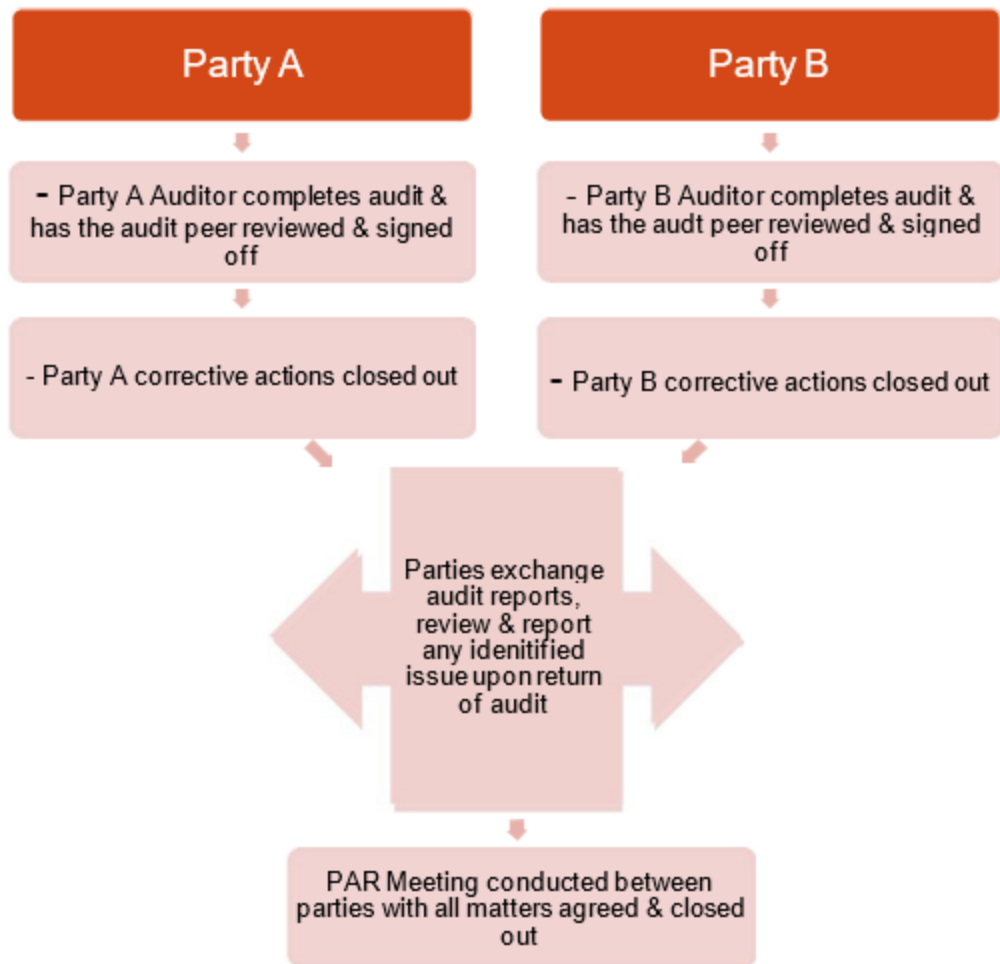 Party A
Party B
- Party A Auditor completes audit &
has the audit peer reviewed & signed
off
- Party B Auditor completes audit &
has the audt peer reviewed & signed
off
- Party A corrective actions closed out
- Party B corrective actions closed out
Parties exchange
audit reports,
review & report
any idenitified
issue upon return
of audit
PAR Meeting conducted between
parties with all matters agreed & closed
out